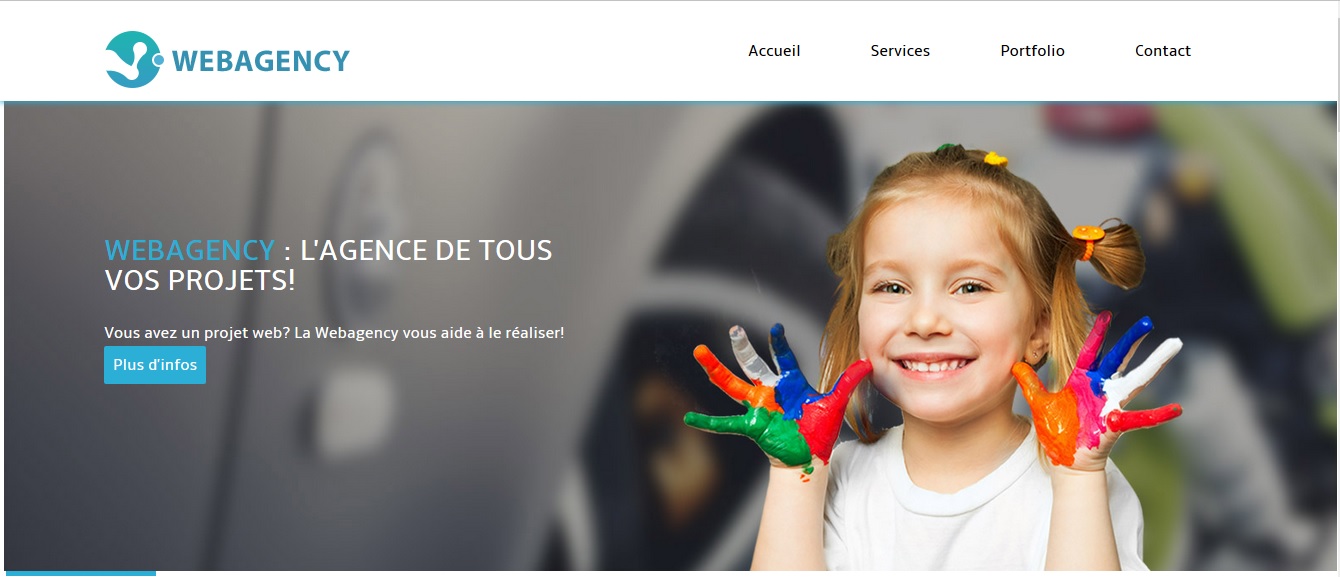 WEBAGENCY
Accueil Services Portfolio Contact
WEBAGENCY : L'AGENCE DE TOUS
VOS PROJETS!
Vous avez un projet web? La Webagency vous aide à le réaliser!
Plus d'infos